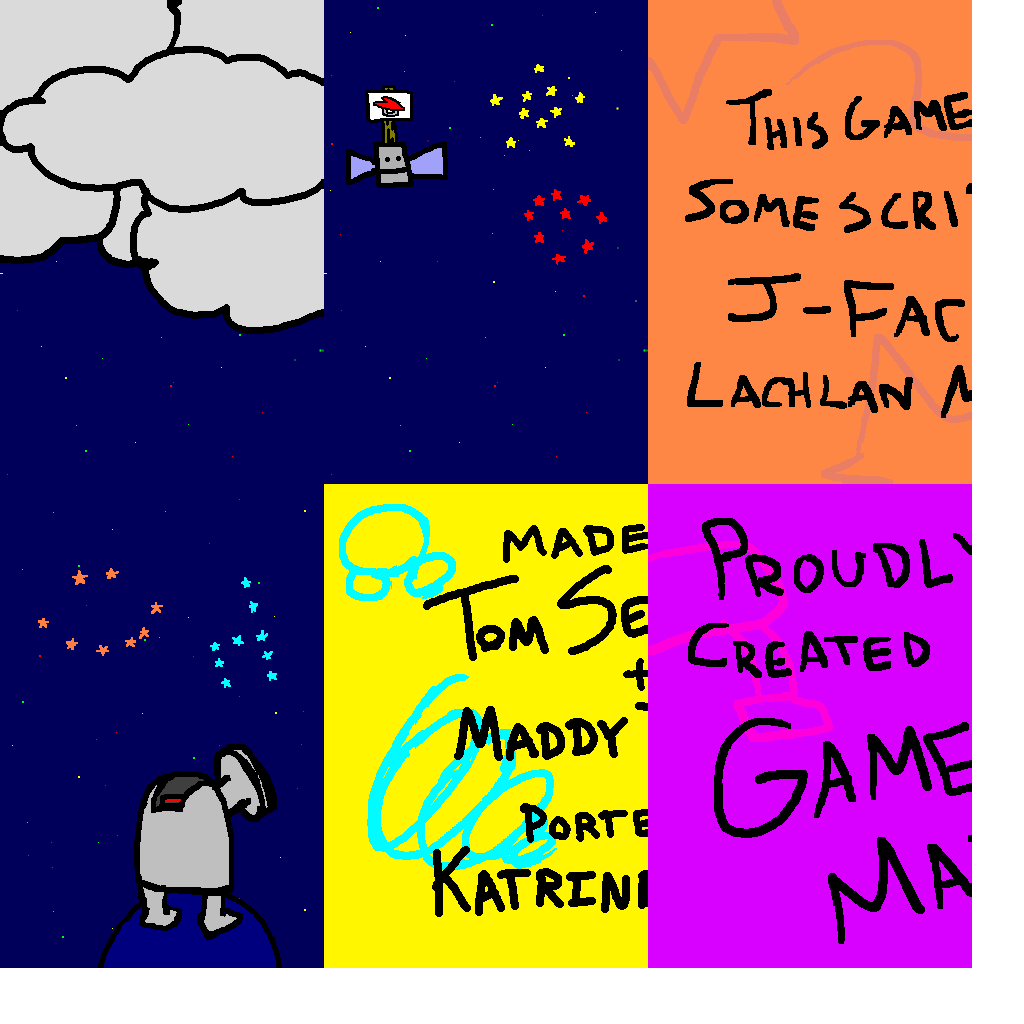 THIS GAME
SOME SCRI
J-FAC
LACHLAN M
MADE
TOM SE
+
MADDY
PORTE
KATRIN
PROUDLY
CREATED
GAME
MA